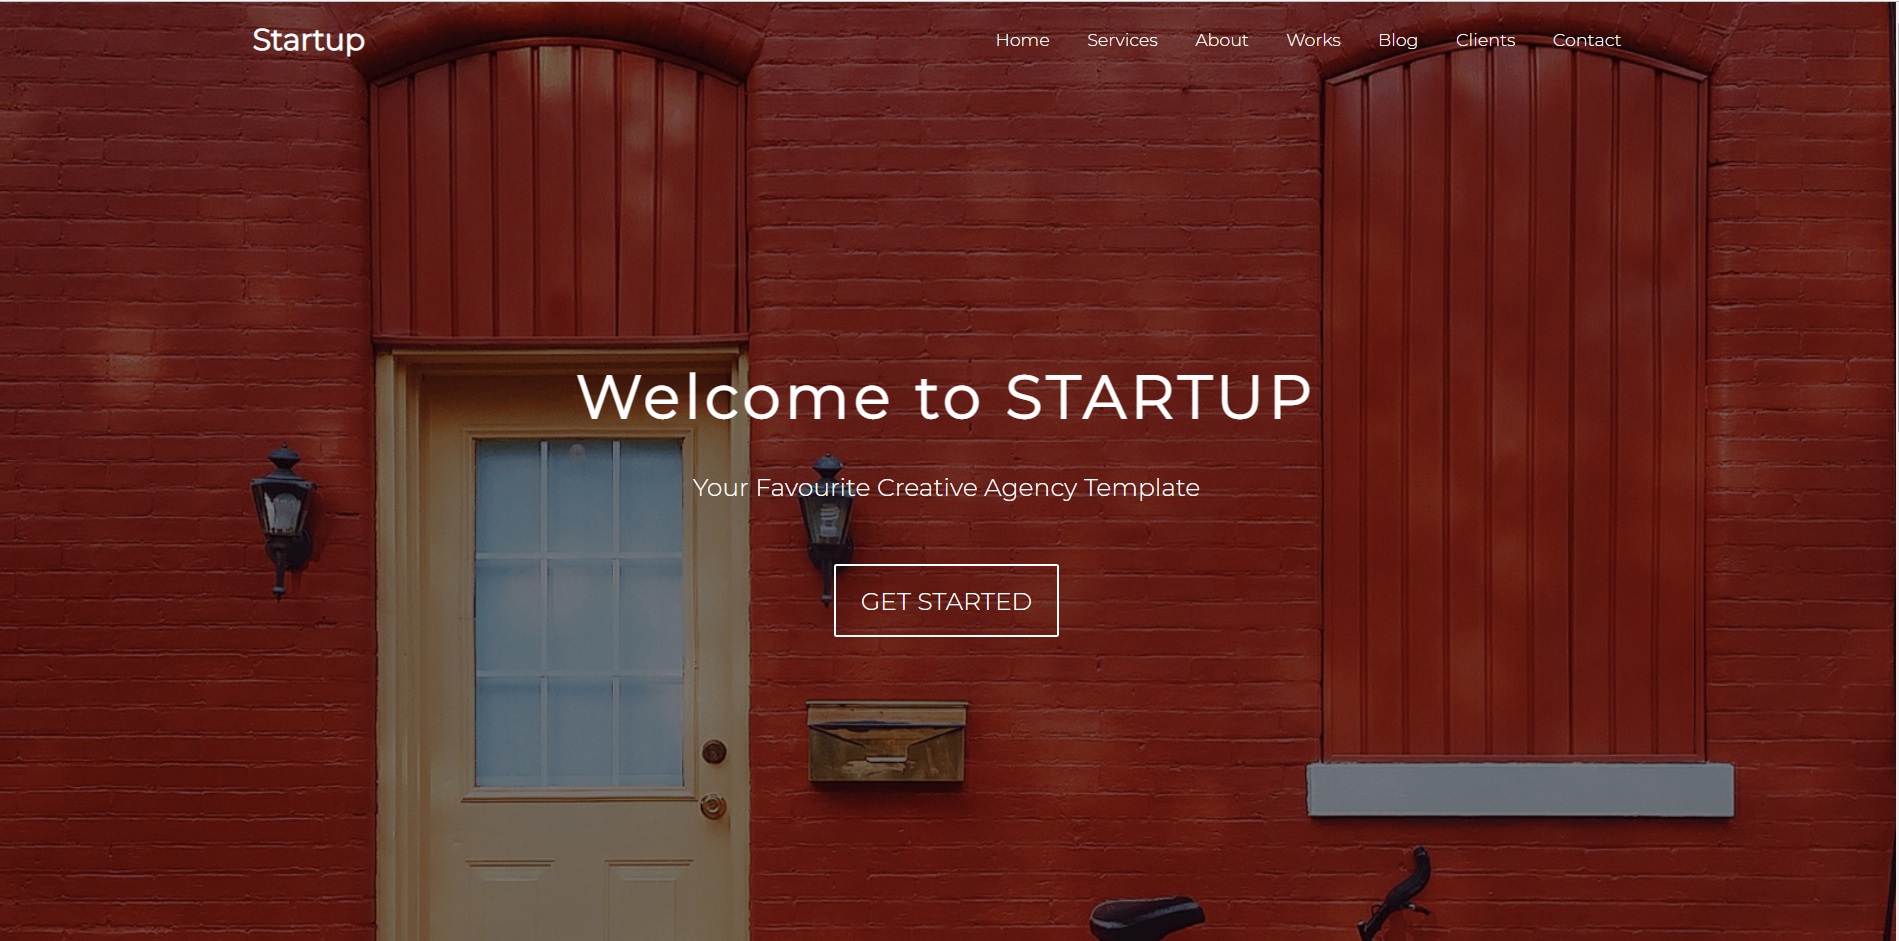 Startup
Home Services About Works Blog Clients Contact
Welcome to STARTUP
Your Favourite Creative Agency Template
GET STARTED